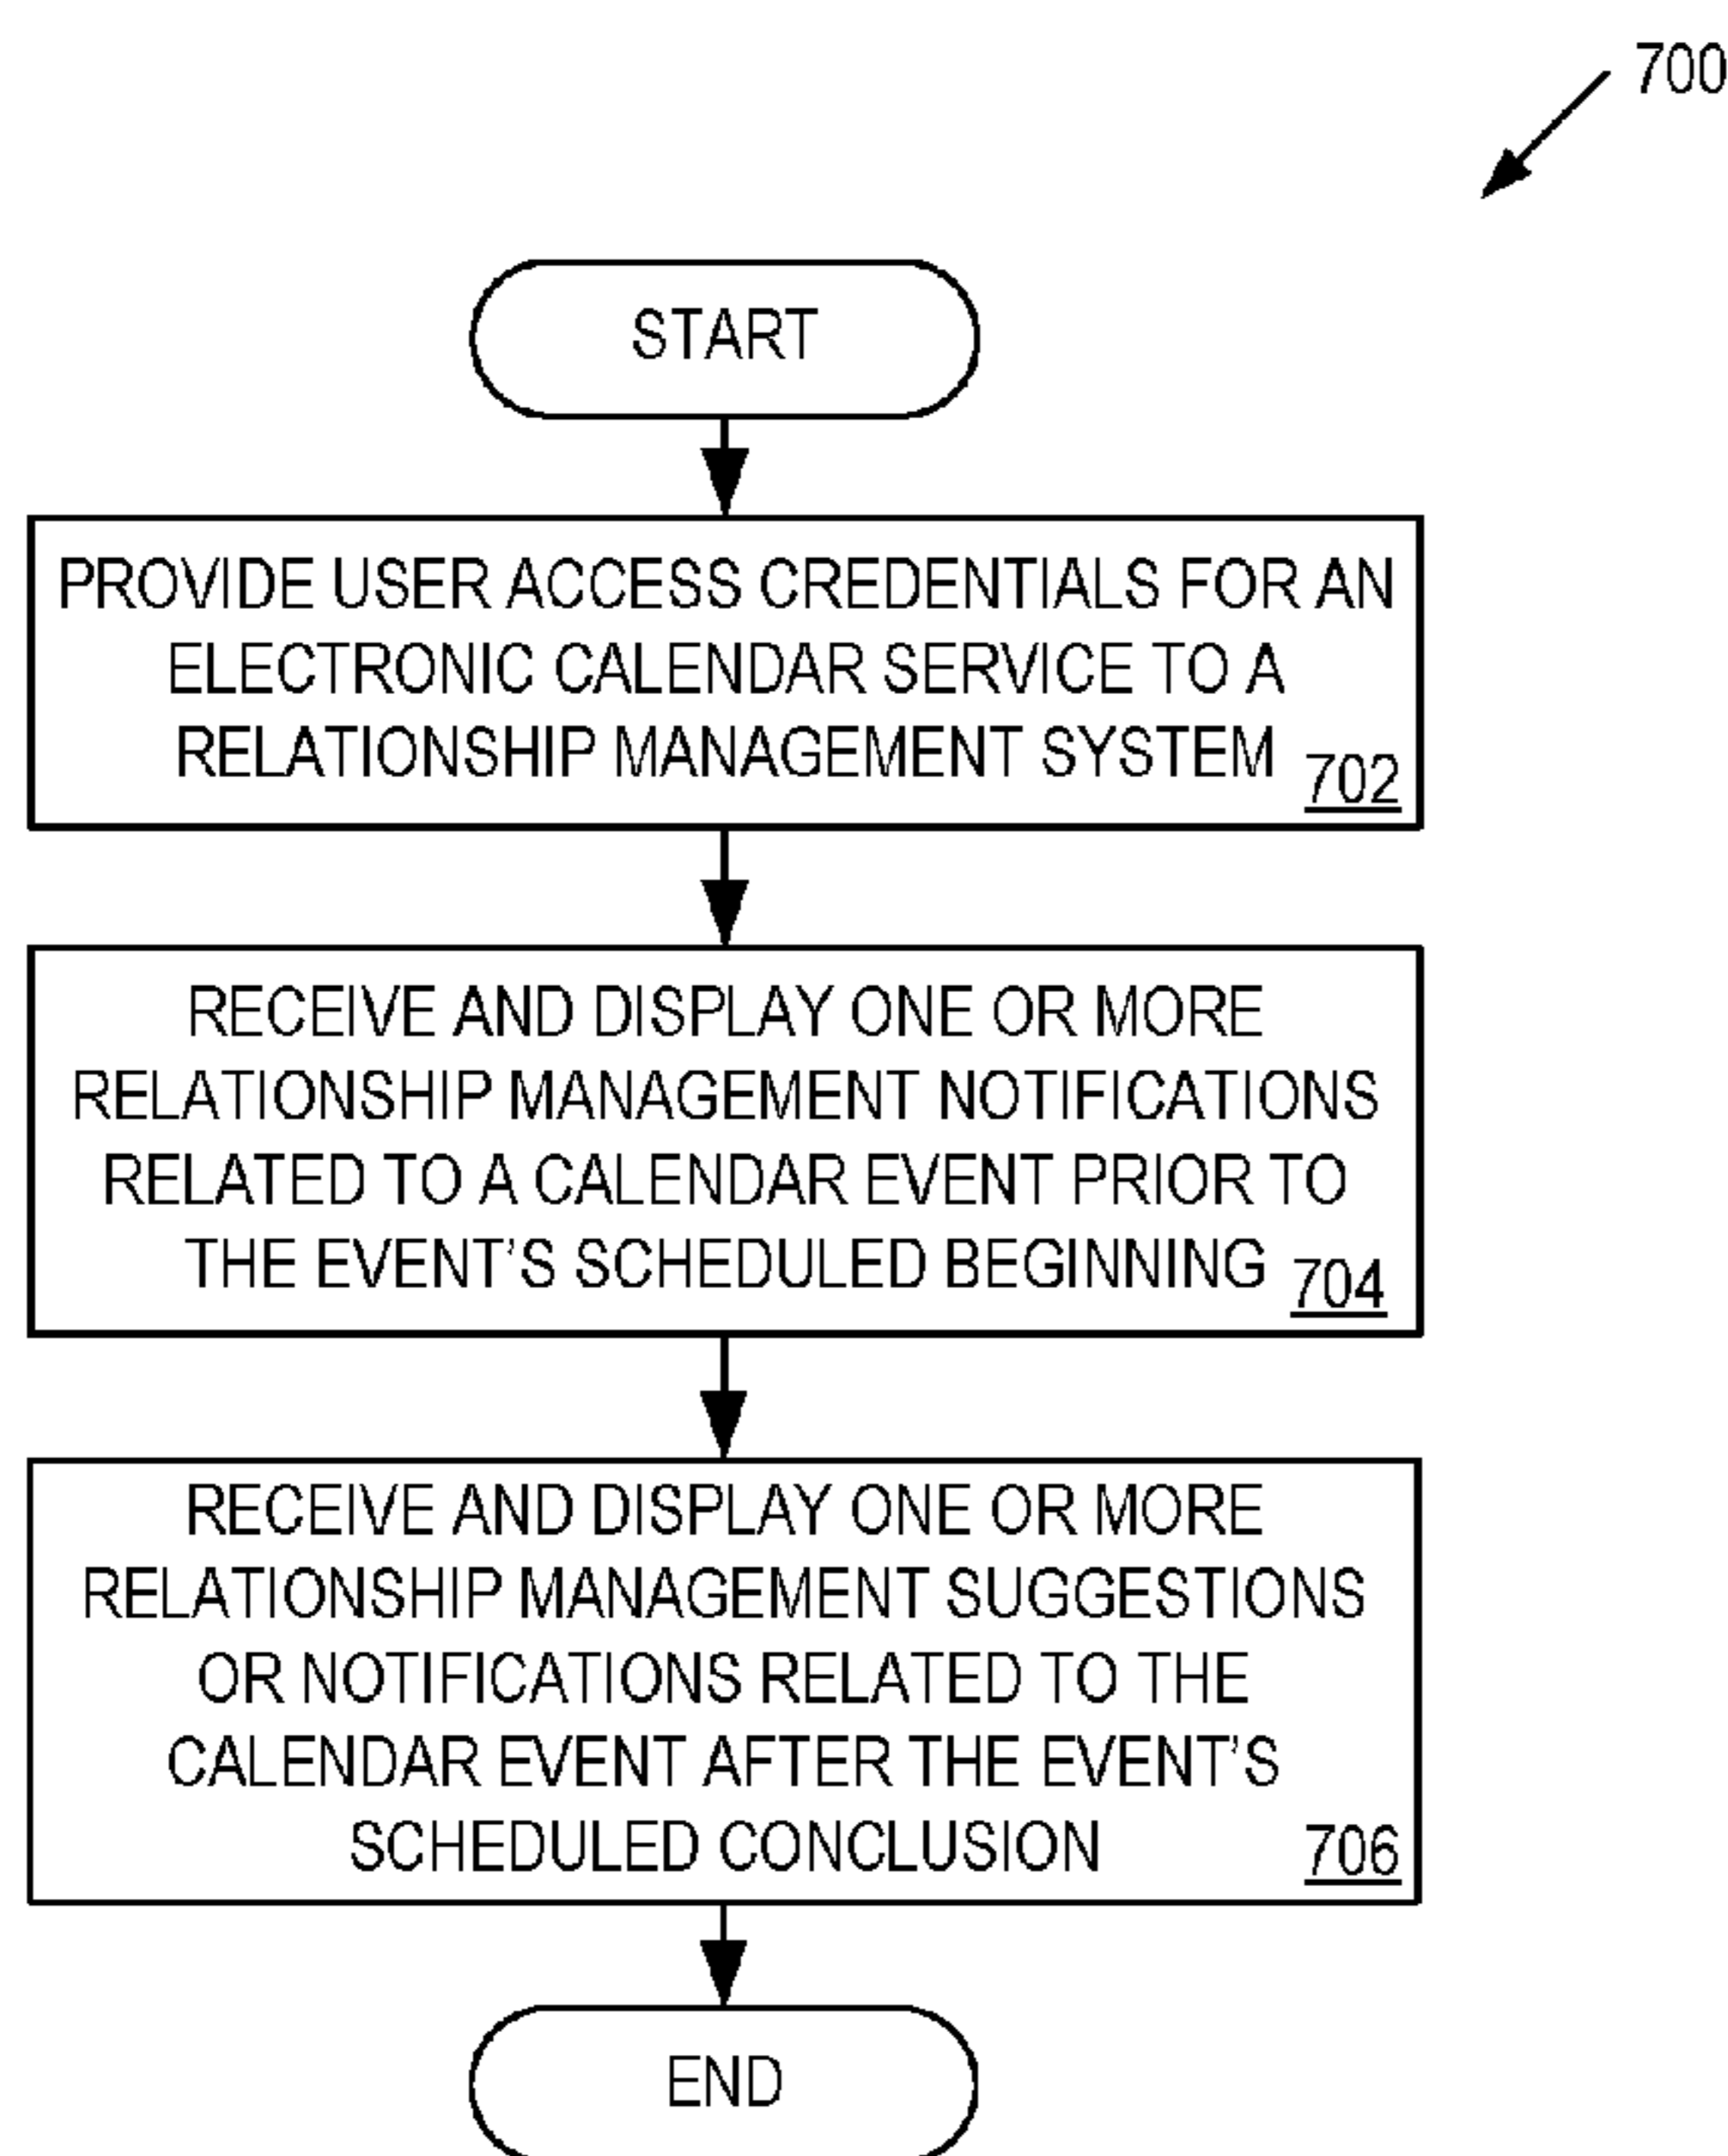 700
START
PROVIDE USER ACCESS CREDENTIALS FOR AN
ELECTRONIC CALENDAR SERVICE TO A
RELATIONSHIP MANAGEMENT SYSTEM
702
RECEIVE AND DISPLAY ONE OR MORE
RELATIONSHIP MANAGEMENT NOTIFICATIONS
RELATED TO A CALENDAR EVENT PRIOR TO
THE EVENT'S SCHEDULED BEGINNING
704
RECEIVE AND DISPLAY ONE OR MORE
RELATIONSHIP MANAGEMENT SUGGESTIONS
OR NOTIFICATIONS RELATED TO THE
CALENDAR EVENT AFTER THE EVENT'S
SCHEDULED CONCLUSION
706
END